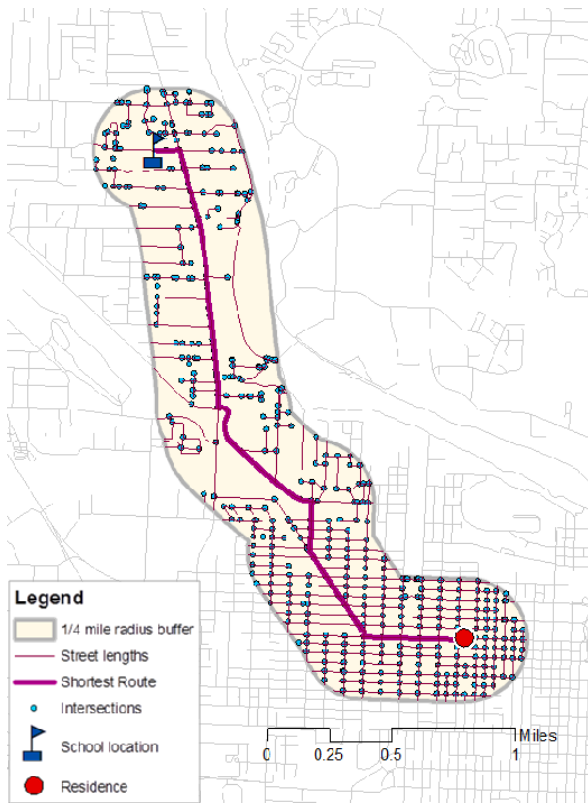 Legend
1/4 mile radius buffer
Street lengths
Shortest Route
Intersections
School location
Residence
Miles
0 0.25 0.5 1